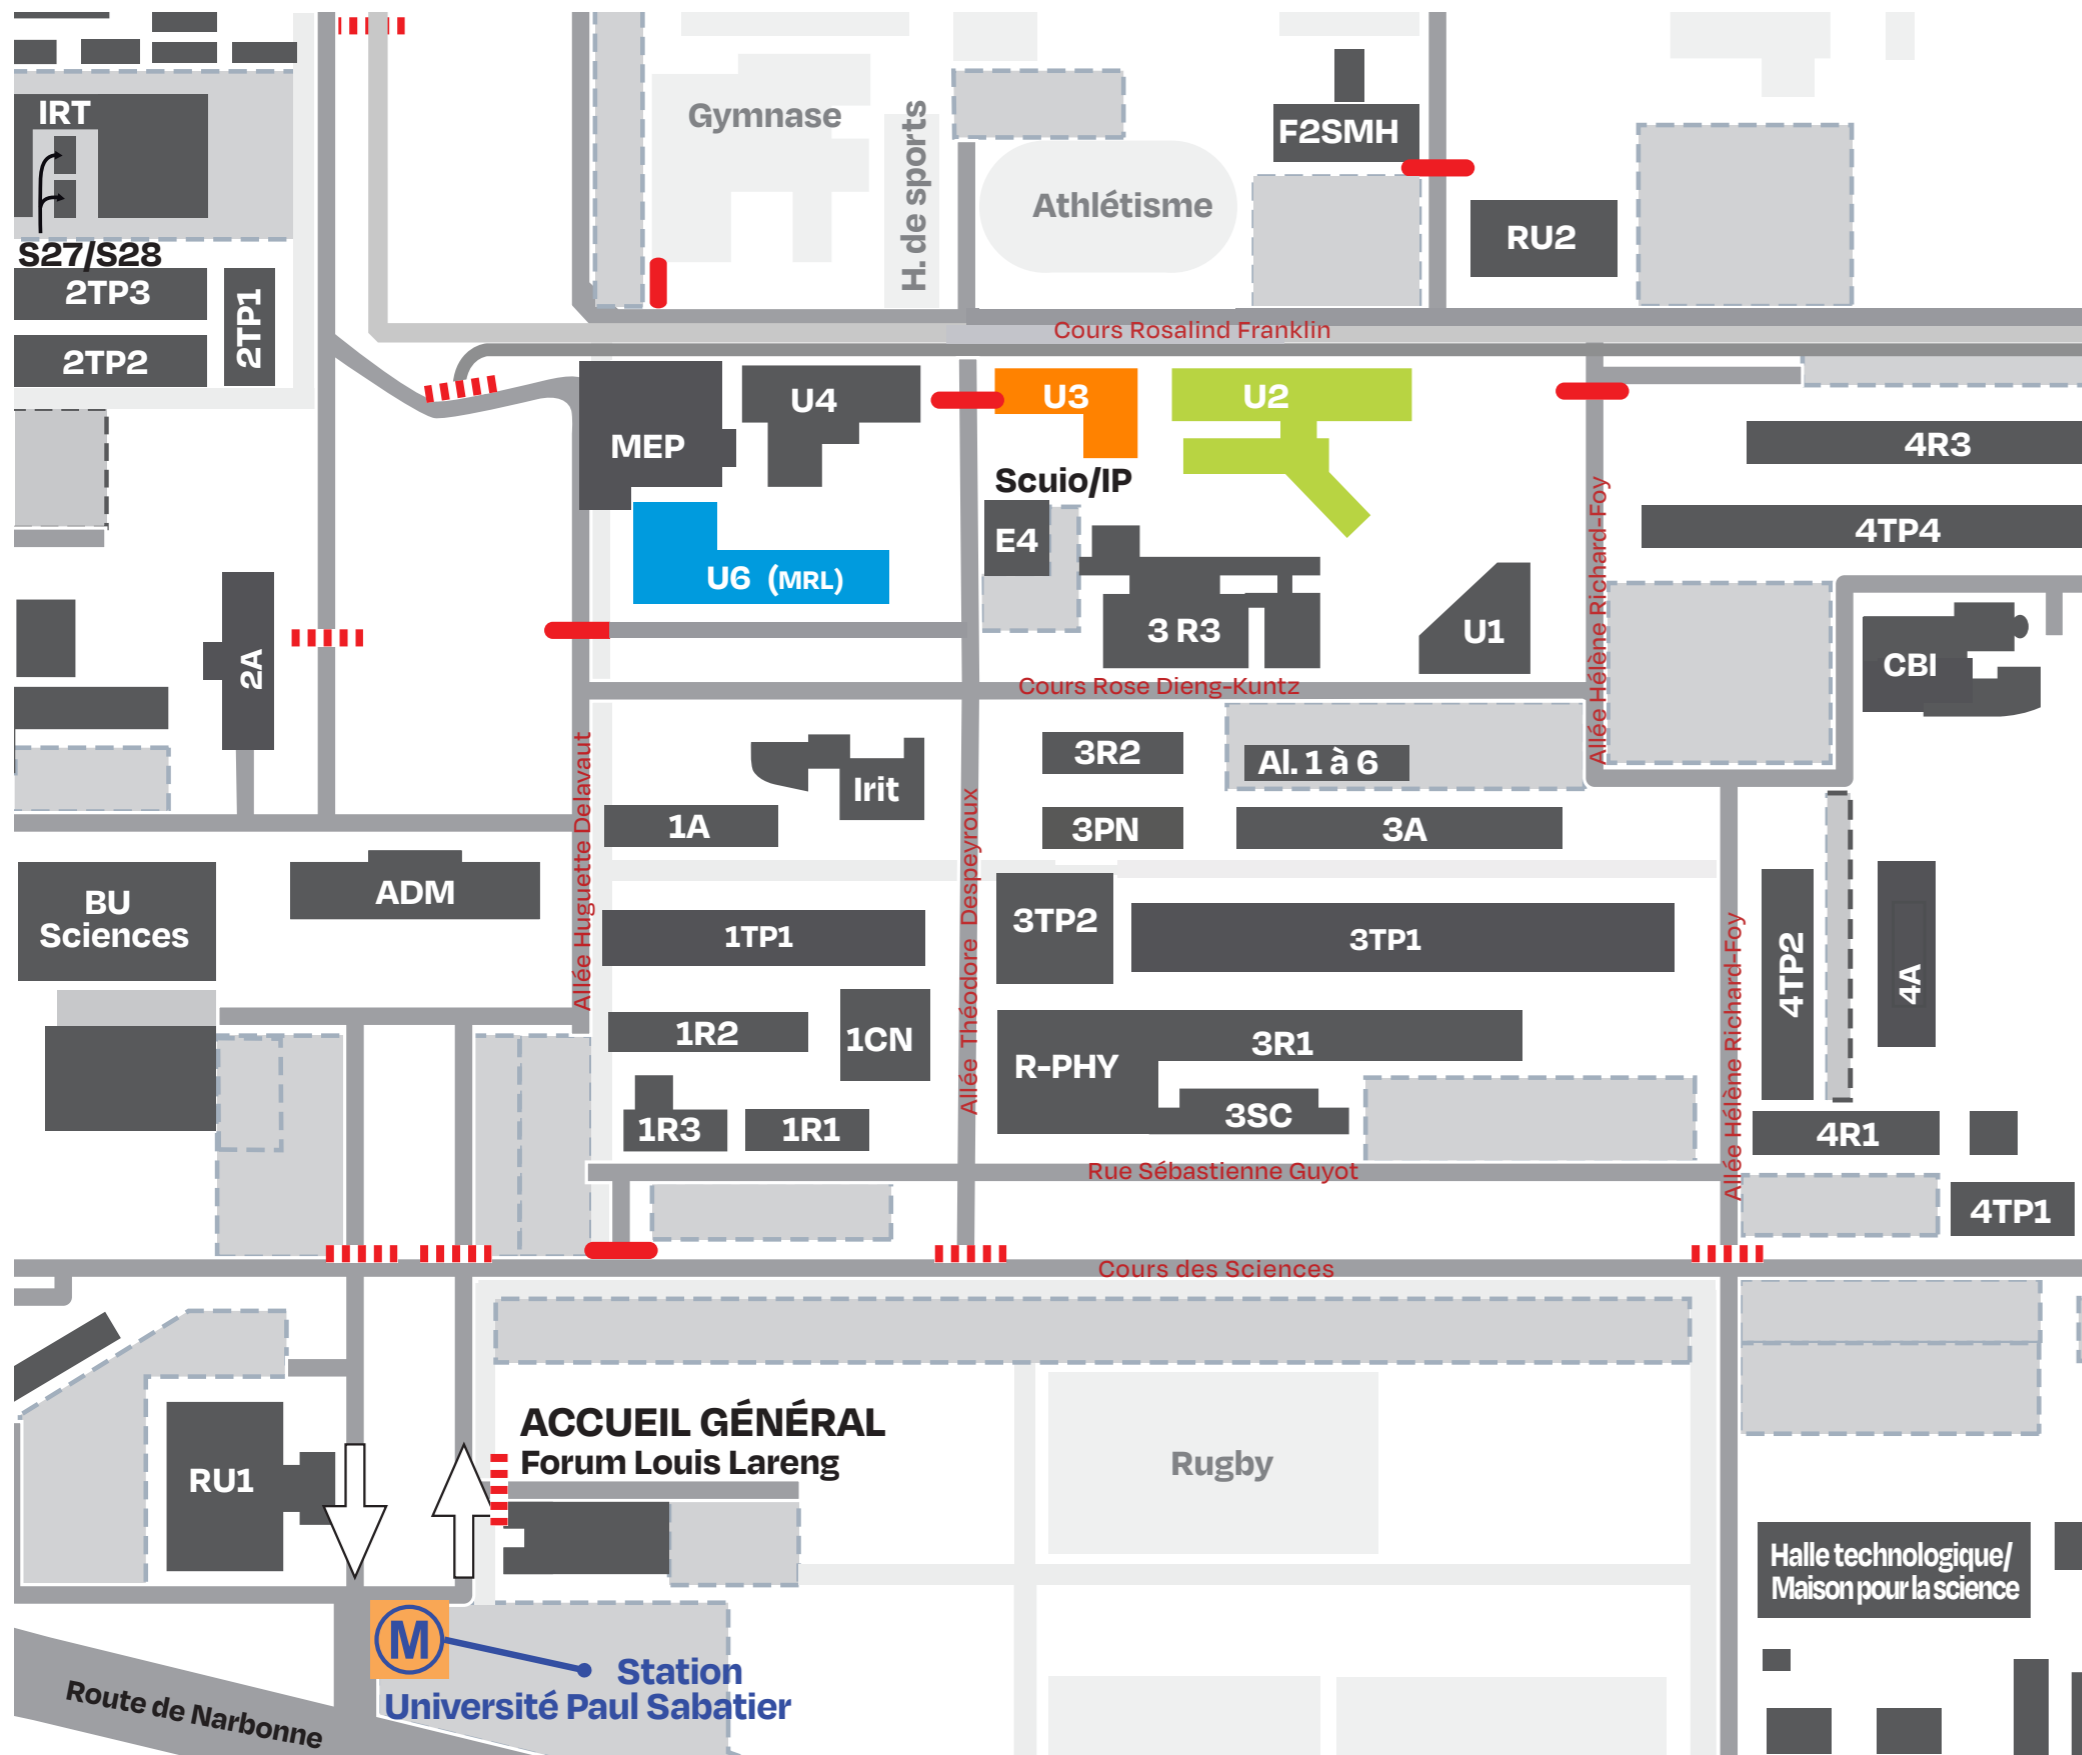 IRT
S27/S28
2TP3
2TP1
2TP2
Gymnase
H. de sports
Athlétisme
F2SMH
RU2
Cours Rosalind Franklin
MEP
U4
U3
U2
Scuio/IP
E4
U6 (MRL)
3 R3
U1
Allée Hélène Richard-Foy
4R3
4TP4
CBI
2A
Cours Rose Dieng-Kuntz
Allée Huguette Delavaut
Irit
1A
Allée Théodore Despeyroux
3R2
Al. 1 à 6
3PN
3A
BU
Sciences
ADM
1TP1
3TP2
3TP1
Allée Hélène Richard-Foy
4TP2
4A
1R2
1CN
R-PHY
3R1
3SC
1R3
1R1
4R1
Rue Sébastienne Guyot
4TP1
Cours des Sciences
ACCUEIL GÉNÉRAL
Forum Louis Lareng
RU1
Rugby
Halle technologique/
Maison pour la science
M
Station
Université Paul Sabatier
Route de Narbonne